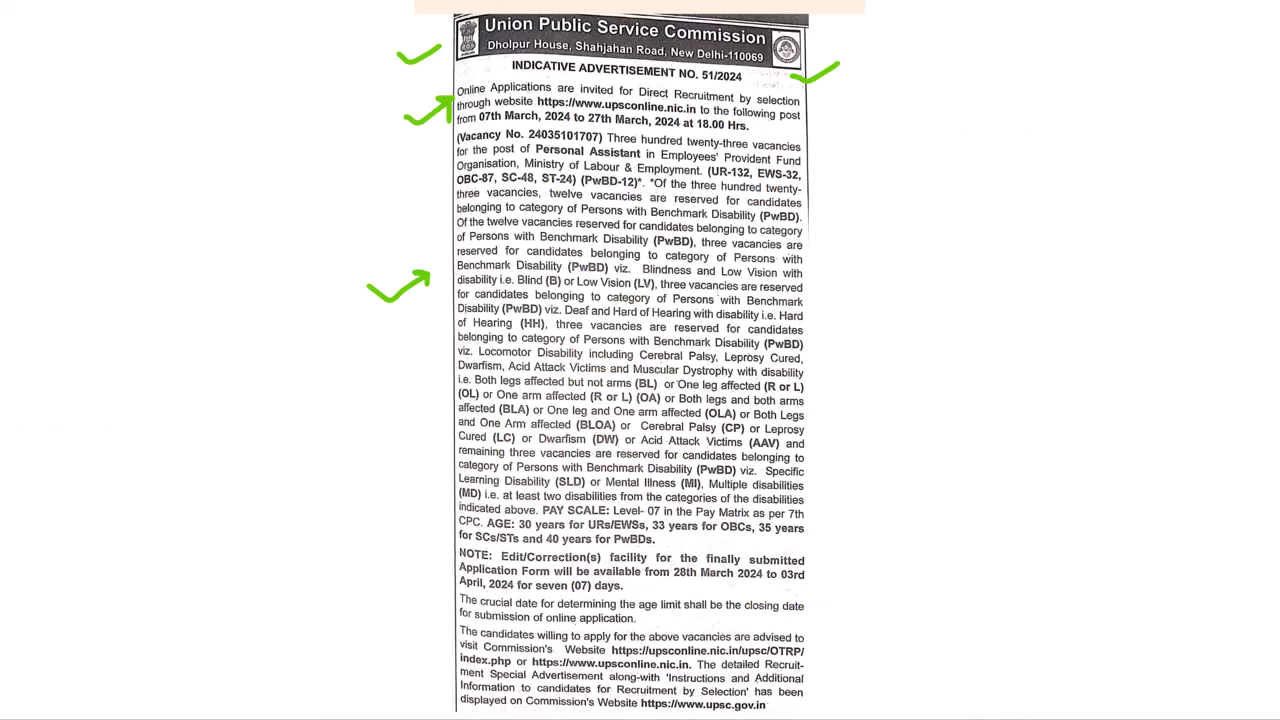 Union Public Service Commission
Dholpur House, Shahjahan Road, New Delhi-110069
INDICATIVE ADVERTISEMENT NO. 51/2024
Online Applications are invited for Direct Recruitment by selection
through website https://www.upsconline.nic.in to the following post
from 07th March, 2024 to 27th March, 2024 at 18.00 Hrs.
(Vacancy No. 24035101707) Three hundred twenty-three vacancies
for the post of Personal Assistant in Employees' Provident Fund
Organisation, Ministry of Labour & Employment. (UR-132, EWS-32,
OBC-87, SC-48, ST-24) (PwBD-12)*. *Of the three hundred twenty-
three vacancies, twelve vacancies are reserved for candidates
belonging to category of Persons with Benchmark Disability (PwBD).
Of the twelve vacancies reserved for candidates belonging to category
of Persons with Benchmark Disability (PwBD), three vacancies are
reserved for candidates belonging to category of Persons with
Benchmark Disability (PwBD) viz. Blindness and Low Vision with
disability i.e. Blind (B) or Low Vision (LV), three vacancies are reserved
for candidates belonging to category of Persons with Benchmark
Disability (PwBD) viz. Deaf and Hard of Hearing with disability i.e. Hard
of Hearing (HH), three vacancies are reserved for candidates
belonging to category of Persons with Benchmark Disability (PwBD)
viz. Locomotor Disability including Cerebral Palsy, Leprosy Cured,
Dwarfism, Acid Attack Victims and Muscular Dystrophy with disability
i.e. Both legs affected but not arms (BL) or One leg affected (R or L)
(OL) or One arm affected (R or L) (OA) or Both legs and both arms
affected (BLA) or One leg and One arm affected (OLA) or Both Legs
and One Arm affected (BLOA) or Cerebral Palsy (CP) or Leprosy
Cured (LC) or Dwarfism (DW) or Acid Attack Victims (AAV) and
remaining three vacancies are reserved for candidates belonging to
category of Persons with Benchmark Disability (PwBD) viz. Specific
Learning Disability (SLD) or Mental Illness (MI), Multiple disabilities
(MD) i.e. at least two disabilities from the categories of the disabilities
indicated above. PAY SCALE: Level- 07 in the Pay Matrix as per 7th
CPC. AGE: 30 years for URs/EWSs, 33 years for OBCs, 35 years
for SCs/STs and 40 years for PwBDs.
NOTE: Edit/Correction(s) facility for the finally submitted
Application Form will be available from 28th March 2024 to 03rd
April, 2024 for seven (07) days.
The crucial date for determining the age limit shall be the closing date
for submission of online application.
The candidates willing to apply for the above vacancies are advised to
visit Commission's Website https://www.upsconline.nic.in/upsc/OTRP/
index.php or https://www.upsconline.nic.in. The detailed Recruit-
ment Special Advertisement along-with 'Instructions and Additional
Information to candidates for Recruitment by Selection' has been
displayed on Commission's Website https://www.upsc.gov.in